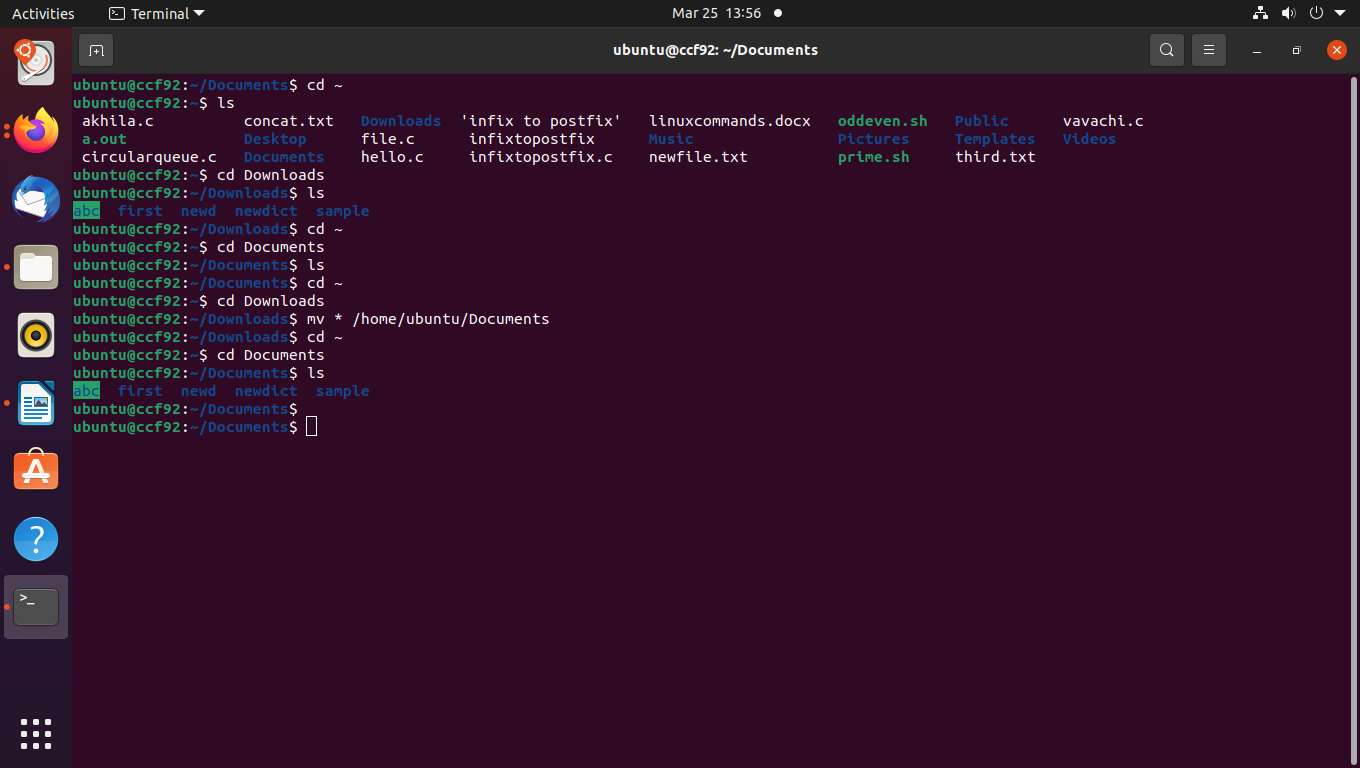 Activities Terminal Mar 25 13:56
ubuntu@ccf92: ~/Documents
ubuntu@ccf92:~/Documents$ cd ~
ubuntu@ccf92:~$ ls
akhila.c concat.txt Downloads 'infix to postfix' linuxcommands.docx oddeven.sh Public vavachi.c
a.out Desktop file.c infixtopostfix Music Pictures Templates Videos
circularqueue.c Documents hello.c infixtopostfix.c newfile.txt prime.sh third.txt
ubuntu@ccf92:~$ cd Downloads
ubuntu@ccf92:~/Downloads$ ls
abc first newd newdict sample
ubuntu@ccf92:~/Downloads$ cd ~
ubuntu@ccf92:~$ cd Documents
ubuntu@ccf92:~/Documents$ ls
ubuntu@ccf92:~/Documents$ cd ~
ubuntu@ccf92:~$ cd Downloads
ubuntu@ccf92:~/Downloads$ mv * /home/ubuntu/Documents
ubuntu@ccf92:~/Downloads$ cd ~
ubuntu@ccf92:~$ cd Documents
ubuntu@ccf92:~/Documents$ ls
abc first newd newdict sample
ubuntu@ccf92:~/Documents$
ubuntu@ccf92:~/Documents$